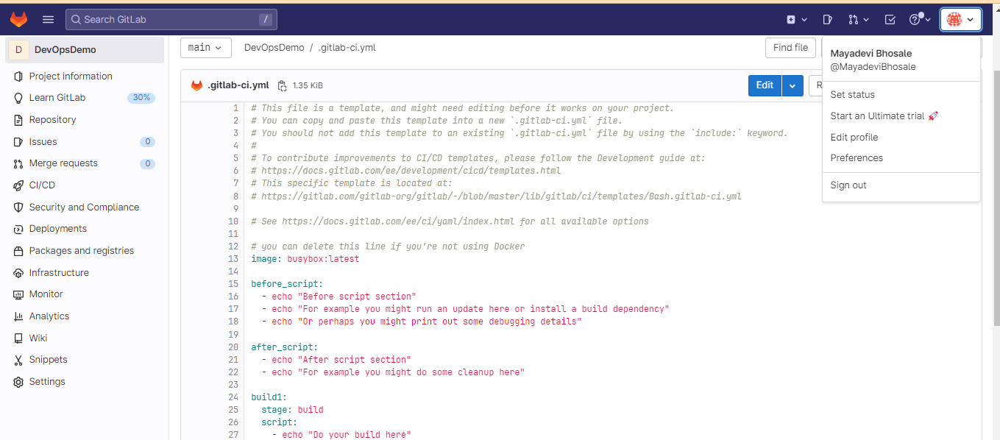 Search GitLab /
D DevOpsDemo
Project information
Learn GitLab 30%
Repository
Issues 0
Merge requests 0
CI/CD
Security and Compliance
Deployments
Packages and registries
Infrastructure
Monitor
Analytics
Wiki
Snippets
Settings
main DevOpsDemo / .gitlab-ci.yml Find file
.gitlab-ci.yml 1.35 KiB Edit R
1 # This file is a template, and might need editing before it works on your project.
2 # You can copy and paste this template into a new `.gitlab-ci.yml` file.
3 # You should not add this template to an existing `.gitlab-ci.yml` file by using the `include:` keyword.
4 #
5 # To contribute improvements to CI/CD templates, please follow the Development guide at:
6 # https://docs.gitlab.com/ee/development/cicd/templates.html
7 # This specific template is located at:
8 # https://gitlab.com/gitlab-org/gitlab/-/blob/master/lib/gitlab/ci/templates/Bash.gitlab-ci.yml
9
10 # See https://docs.gitlab.com/ee/ci/yaml/index.html for all available options
11
12 # you can delete this line if you're not using Docker
13 image: busybox:latest
14
15 before_script:
16 - echo "Before script section"
17 - echo "For example you might run an update here or install a build dependency"
18 - echo "Or perhaps you might print out some debugging details"
19
20 after_script:
21 - echo "After script section"
22 - echo "For example you might do some cleanup here"
23
24 build1:
25 stage: build
26 script:
27 - echo "Do your build here"
Mayadevi Bhosale
@MayadeviBhosale
Set status
Start an Ultimate trial 🚀
Edit profile
Preferences
Sign out